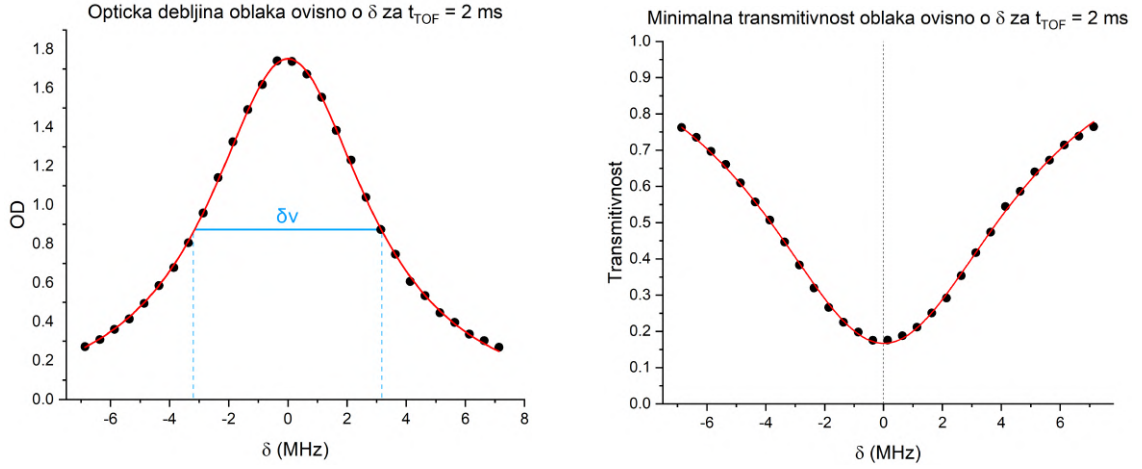 Opticka debljina oblaka ovisno o δ za tTOF = 2 ms
OD
1.8
1.6
1.4
1.2
1.0
0.8
0.6
0.4
0.2
0.0
δν
-6 -4 -2 0 2 4 6 8
δ (MHz)
Minimalna transmitivnost oblaka ovisno o δ za tTOF = 2 ms
Transmitivnost
1.0
0.9
0.8
0.7
0.6
0.5
0.4
0.3
0.2
0.1
0.0
-6 -4 -2 0 2 4 6
δ (MHz)